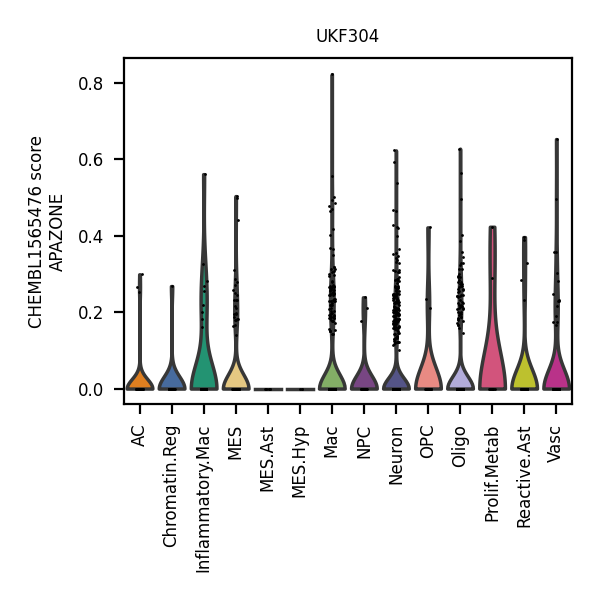 UKF304
CHEMBL1565476 score
APAZONE
0.8
0.6
0.4
0.2
0.0
AC
Chromatin.Reg
Inflammatory.Mac
MES
MES.Ast
MES.Hyp
Mac
NPC
Neuron
OPC
Oligo
Prolif.Metab
Reactive.Ast
Vasc